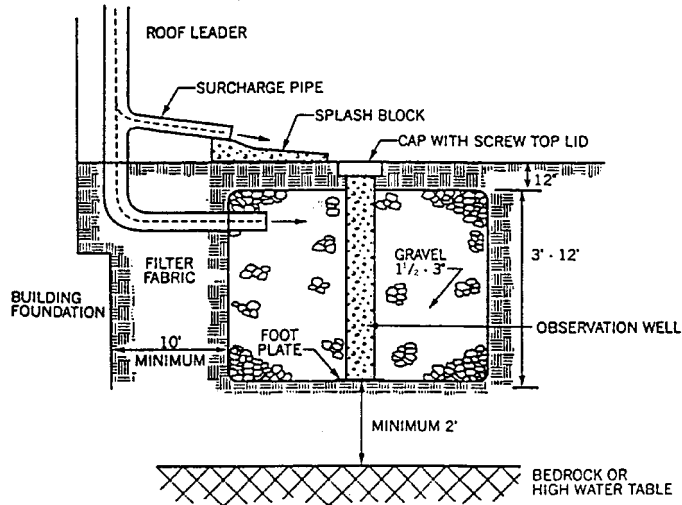 ROOF LEADER
SURCHARGE PIPE
SPLASH BLOCK
CAP WITH SCREW TOP LID
12"
GRAVEL
1 1/2 - 3"
3' - 12'
FILTER
FABRIC
BUILDING
FOUNDATION
OBSERVATION WELL
FOOT
PLATE
10'
MINIMUM
MINIMUM 2'
BEDROCK OR
HIGH WATER TABLE